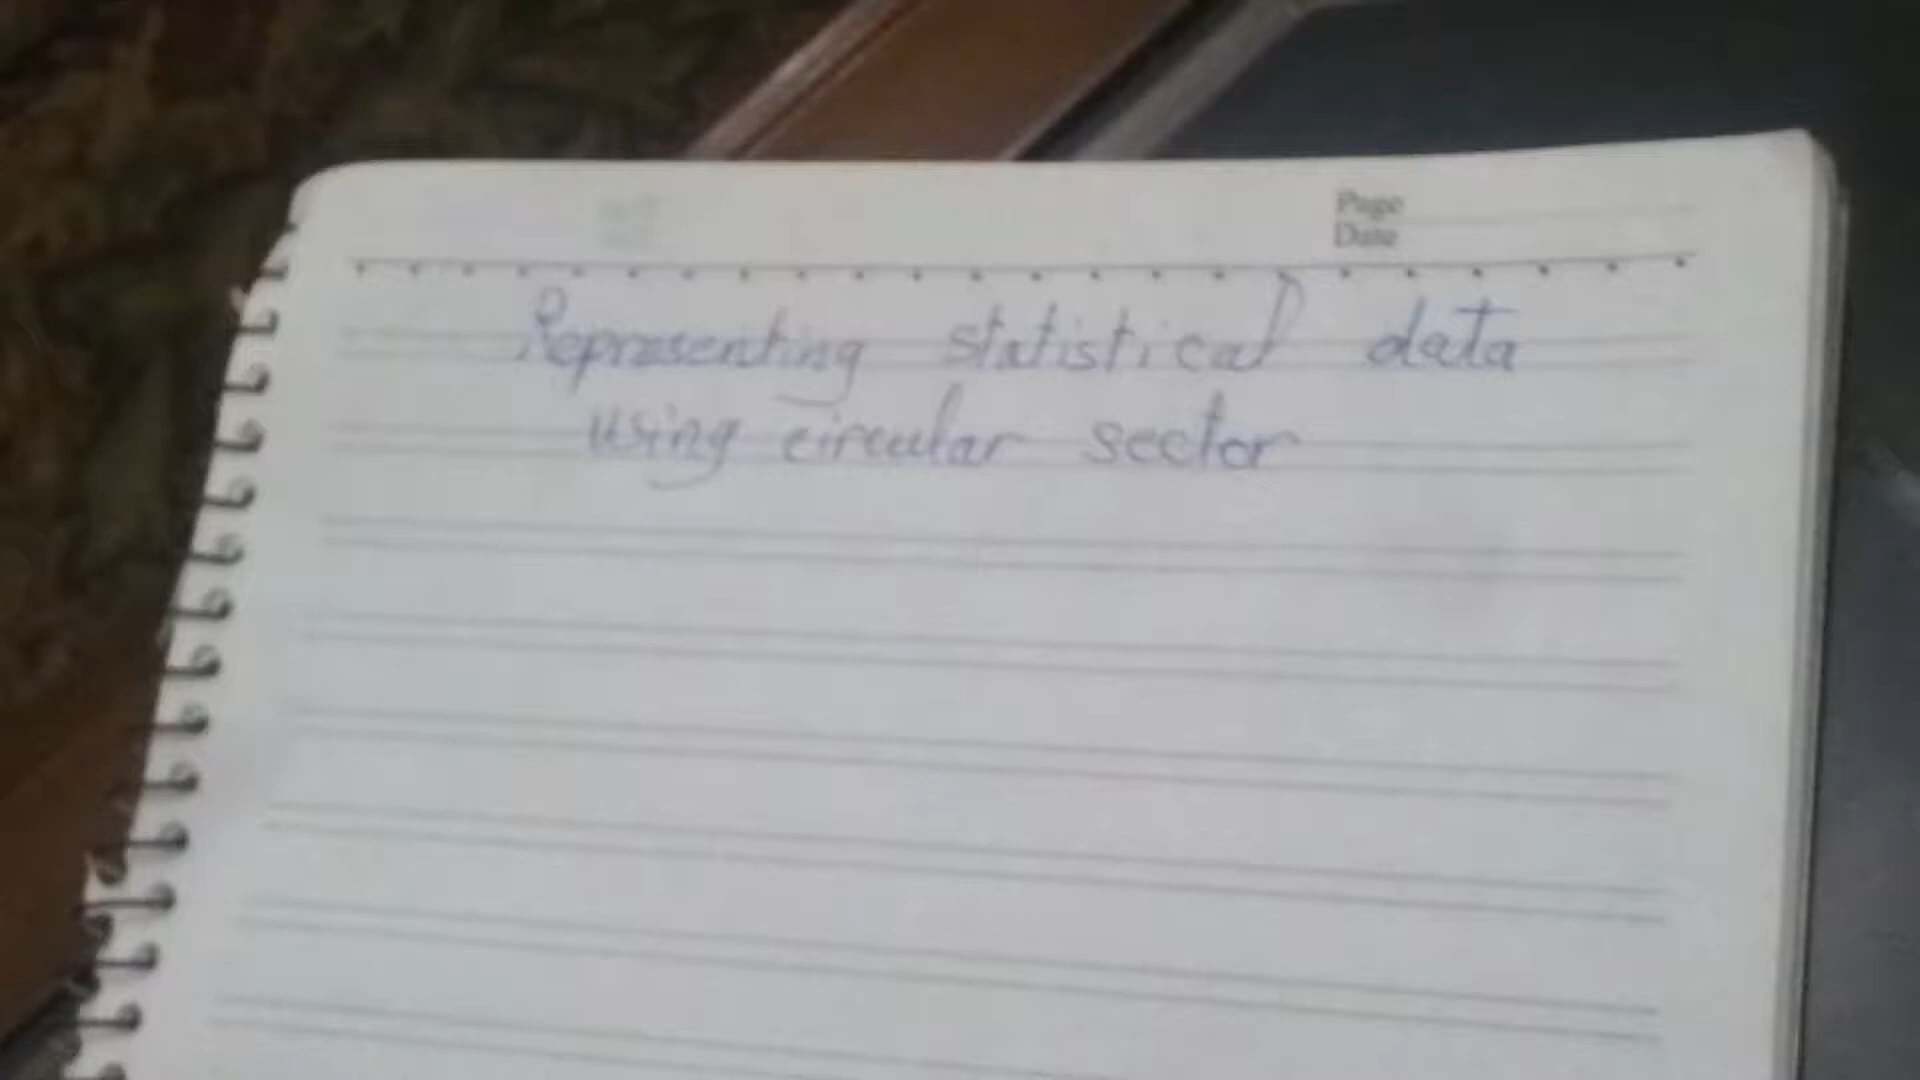 Page
Date
Representing statistical data
using circular sector